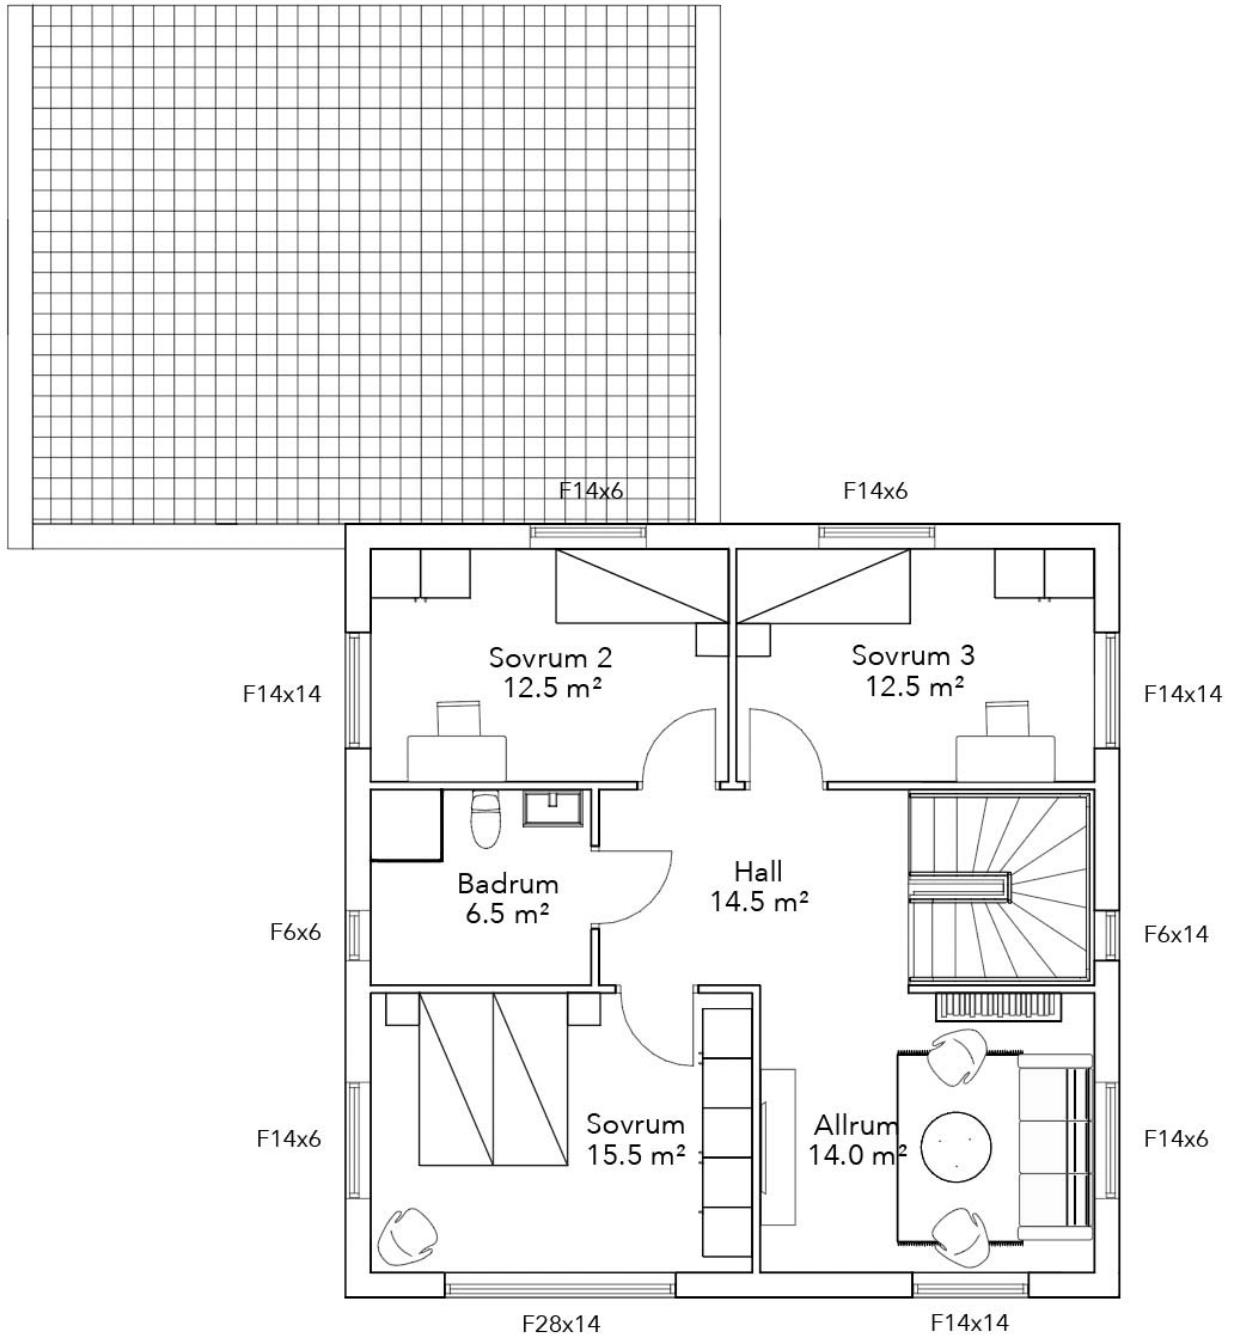 F14x6
F14x6
Sovrum 2
12.5 m²
Sovrum 3
12.5 m²
F14x14
F14x14
Hall
14.5 m²
Badrum
6.5 m²
F6x6
F6x14
Sovrum
15.5 m²
Allrum
14.0 m²
F14x6
F14x6
F28x14
F14x14